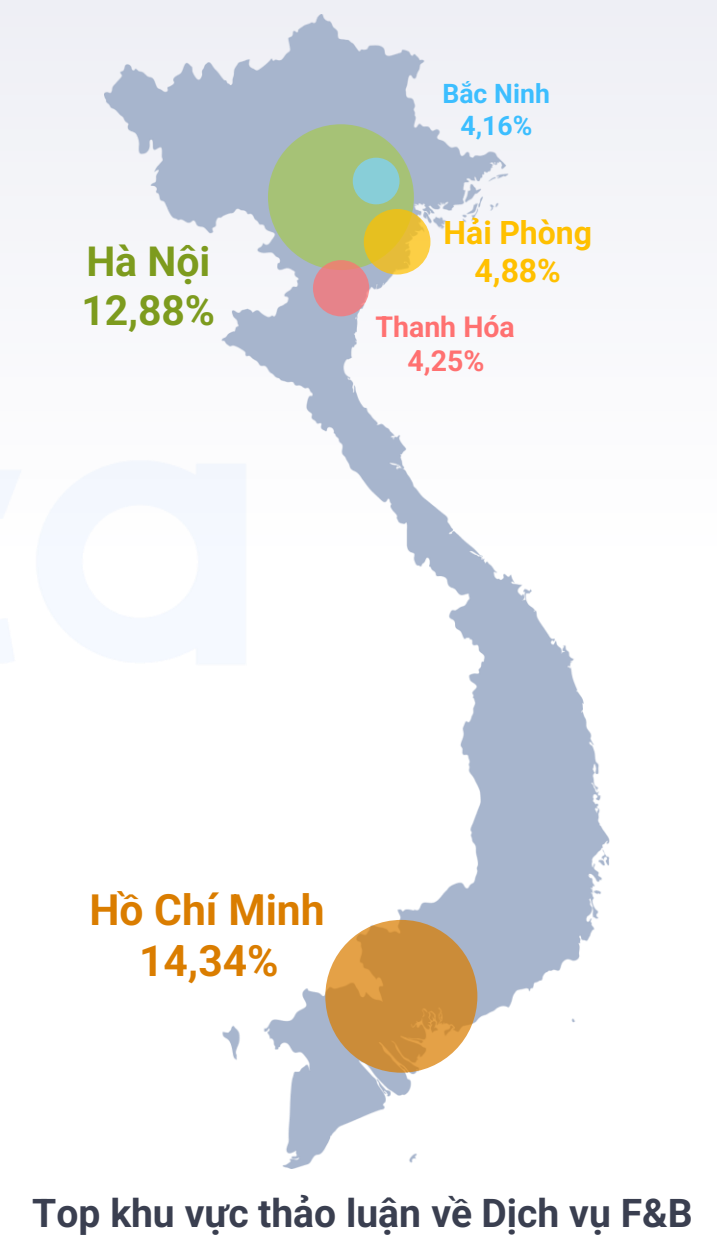 Bắc Ninh
4,16%
Hải Phòng
4,88%
Hà Nội
12,88%
Thanh Hóa
4,25%
Hồ Chí Minh
14,34%
Top khu vực thảo luận về Dịch vụ F&B